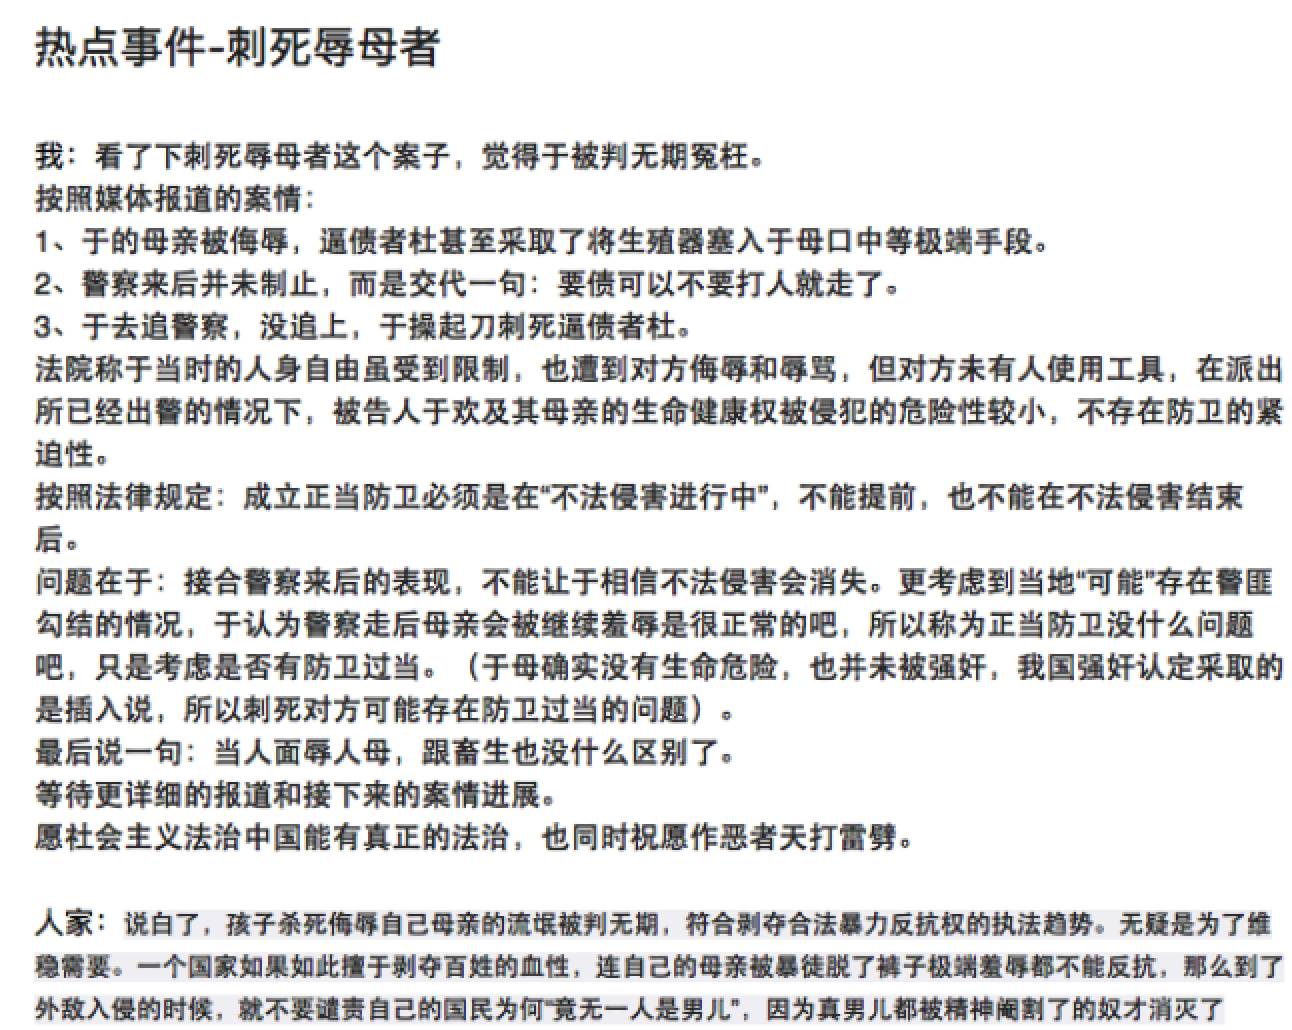 热点事件-刺死辱母者
我：看了下刺死辱母者这个案子，觉得于被判无期冤枉。
按照媒体报道的案情：
1、于的母亲被侮辱，逼债者杜甚至采取了将生殖器塞入于母口中等极端手段。
2、警察来后并未制止，而是交代一句：要债可以不要打人就走了。
3、于去追警察，没追上，于操起刀刺死逼债者杜。
法院称于当时的人身自由虽受到限制，也遭到对方侮辱和辱骂，但对方未有人使用工具，在派出
所已经出警的情况下，被告人于欢及其母亲的生命健康权被侵犯的危险性较小，不存在防卫的紧
迫性。
按照法律规定：成立正当防卫必须是在“不法侵害进行中”，不能提前，也不能在不法侵害结束
后。
问题在于：接合警察来后的表现，不能让于相信不法侵害会消失。更考虑到当地“可能”存在警匪
勾结的情况，于认为警察走后母亲会被继续羞辱是很正常的吧，所以称为正当防卫没什么问题
吧，只是考虑是否有防卫过当。（于母确实没有生命危险，也并未被强奸，我国强奸认定采取的
是插入说，所以刺死对方可能存在防卫过当的问题）。
最后说一句：当人面辱人母，跟畜生也没什么区别了。
等待更详细的报道和接下来的案情进展。
愿社会主义法治中国能有真正的法治，也同时祝愿作恶者天打雷劈。
人家：说白了，孩子杀死侮辱自己母亲的流氓被判无期，符合剥夺合法暴力反抗权的执法趋势。无疑是为了维
稳需要。一个国家如果如此擅于剥夺百姓的血性，连自己的母亲被暴徒脱了裤子极端羞辱都不能反抗，那么到了
外敌入侵的时候，就不要谴责自己的国民为何“竟无一人是男儿”，因为真男儿都被精神阉割了的奴才消灭了